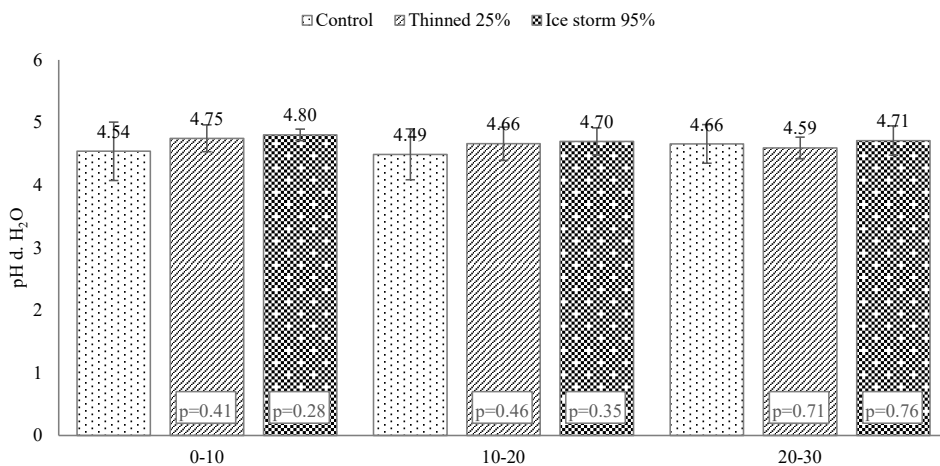 Control Thinned 25% Ice storm 95%
6
5
4
3
2
1
0
pH d. H₂O
4.54 4.75 4.80 4.49 4.66 4.70 4.66 4.59 4.71
p=0.41 p=0.28 p=0.46 p=0.35 p=0.71 p=0.76
0-10 10-20 20-30